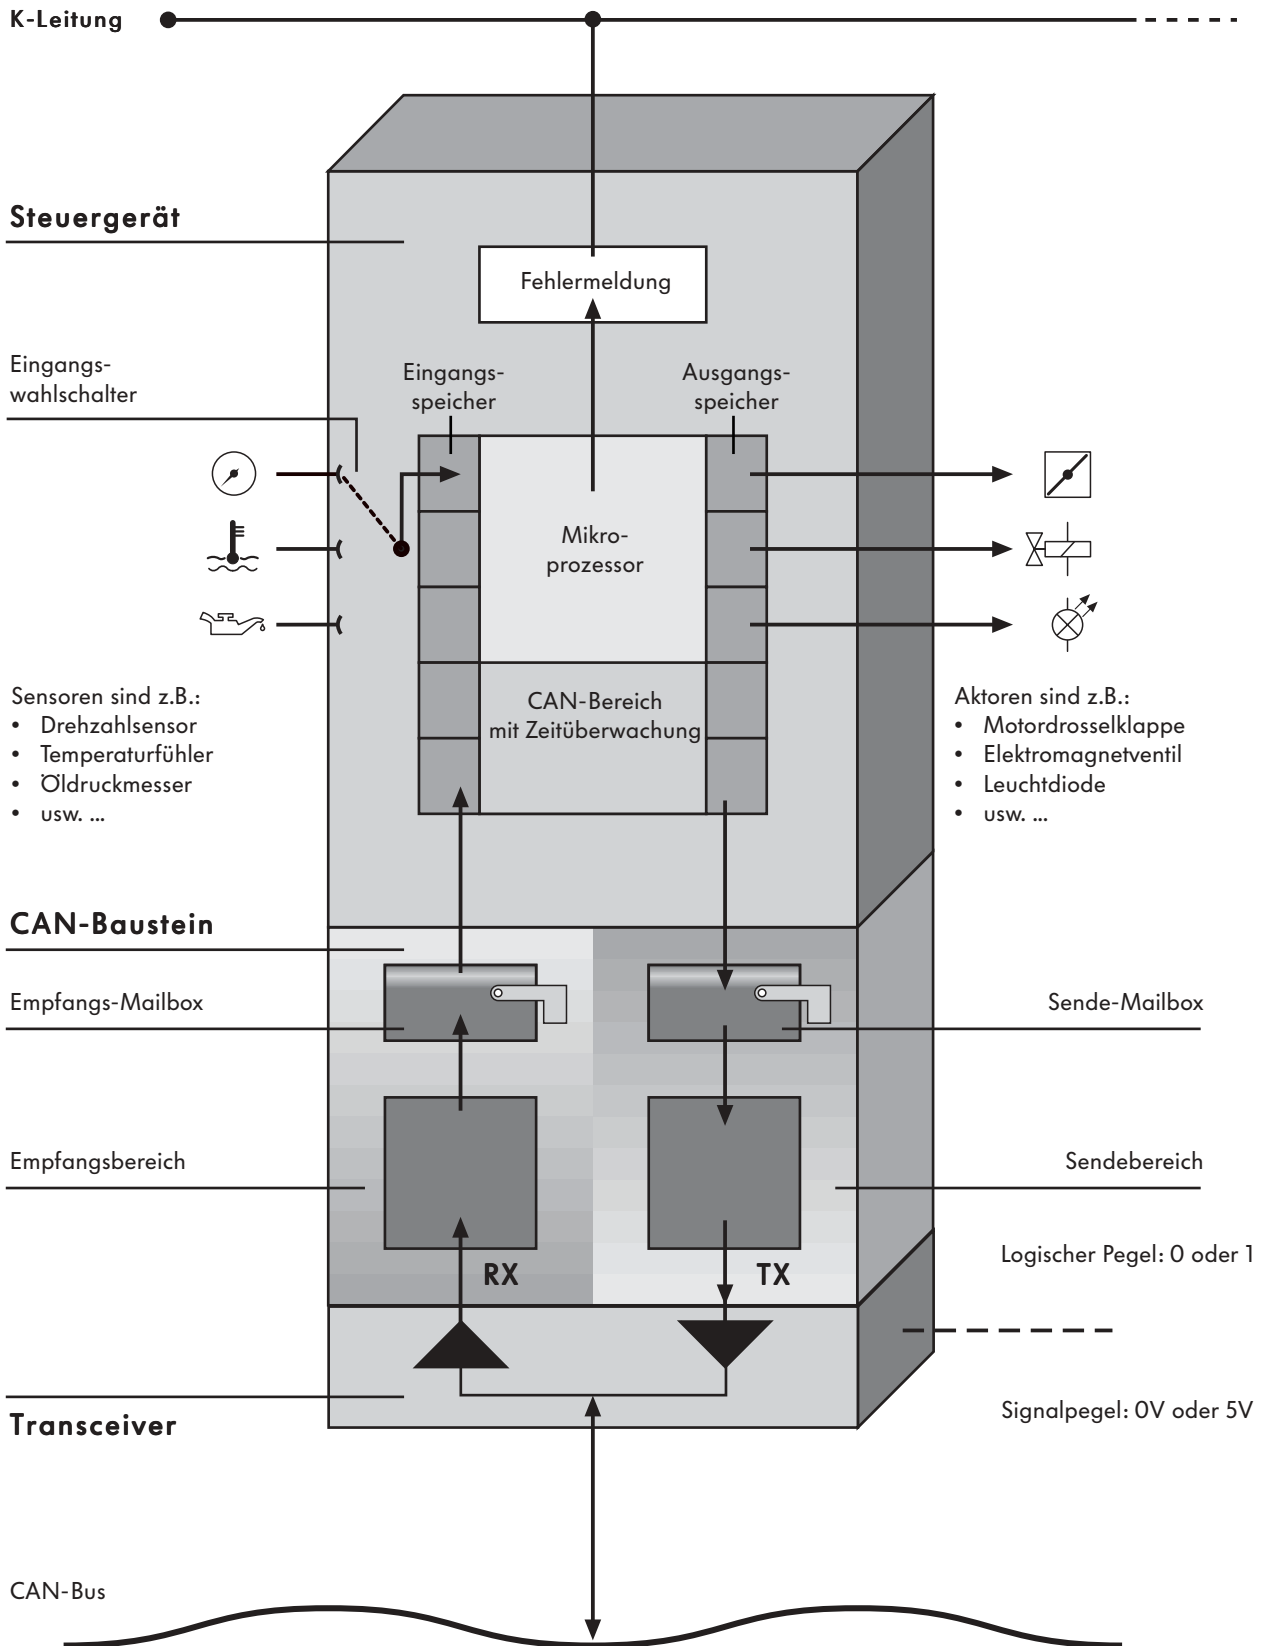 K-Leitung
Steuergerät
Fehlermeldung
Eingangs-
wahlschalter
Eingangs-
speicher
Ausgangs-
speicher
Mikro-
prozessor
CAN-Bereich
mit Zeitüberwachung
Sensoren sind z.B.:
• Drehzahlsensor
• Temperaturfühler
• Öldruckmesser
• usw. ...
Aktoren sind z.B.:
• Motordrosselklappe
• Elektromagnetventil
• Leuchtdiode
• usw. ...
CAN-Baustein
Empfangs-Mailbox
Sende-Mailbox
Empfangsbereich
Sendebereich
RX
TX
Logischer Pegel: 0 oder 1
Transceiver
Signalpegel: 0V oder 5V
CAN-Bus